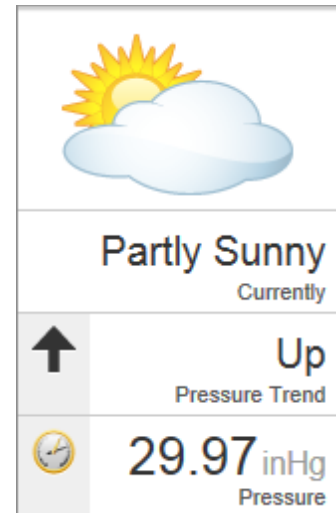 Partly Sunny
Currently
Up
Pressure Trend
29.97 inHg
Pressure